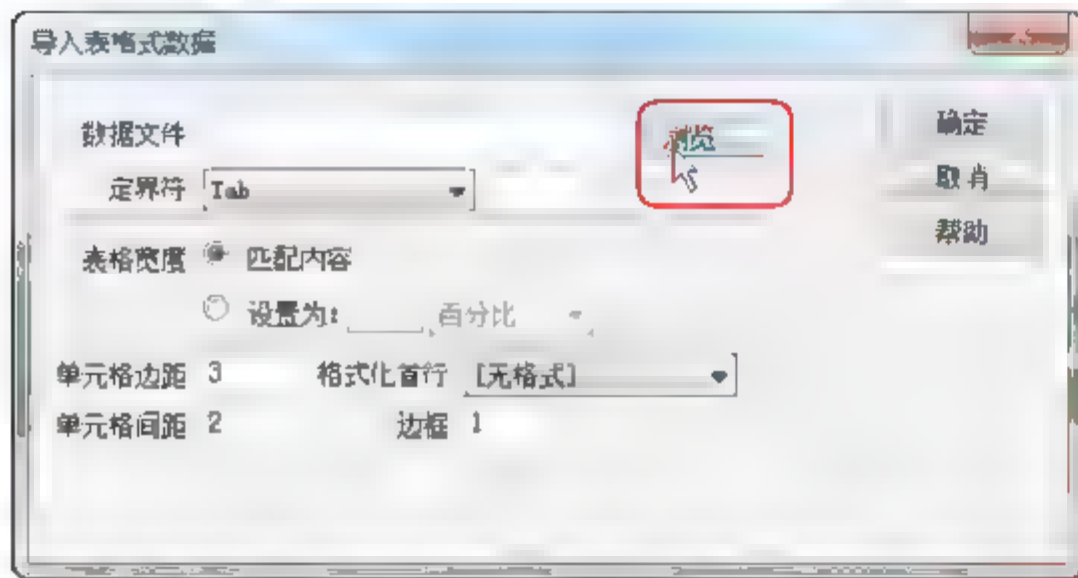 导入表格式数据
数据文件 浏览 确定
定界符 Tab 取消
表格宽度 匹配内容 帮助
设置为: 百分比
单元格边距 3 格式化首行 [无格式]
单元格间距 2 边框 1